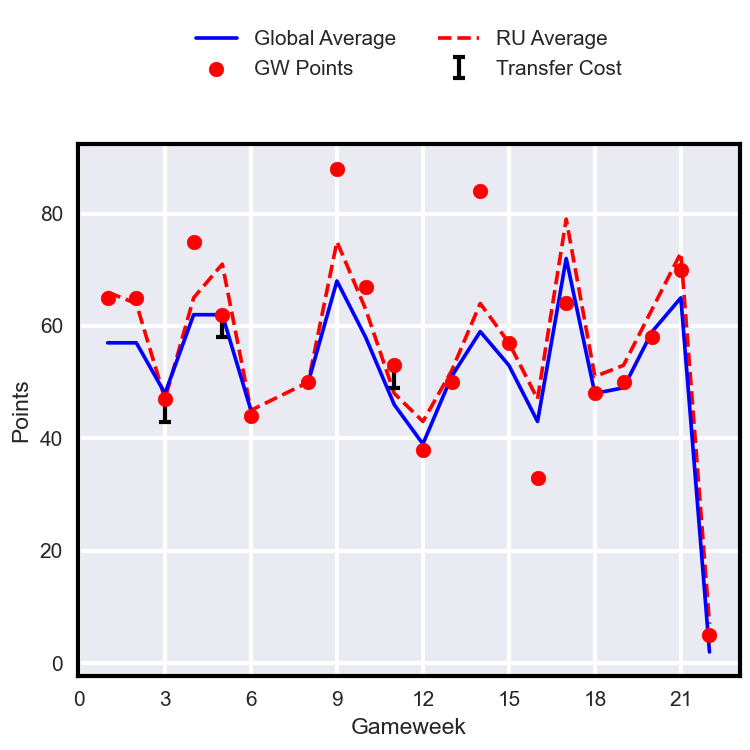 Global Average
RU Average
GW Points
Transfer Cost
Points
80
60
40
20
0
0 3 6 9 12 15 18 21
Gameweek